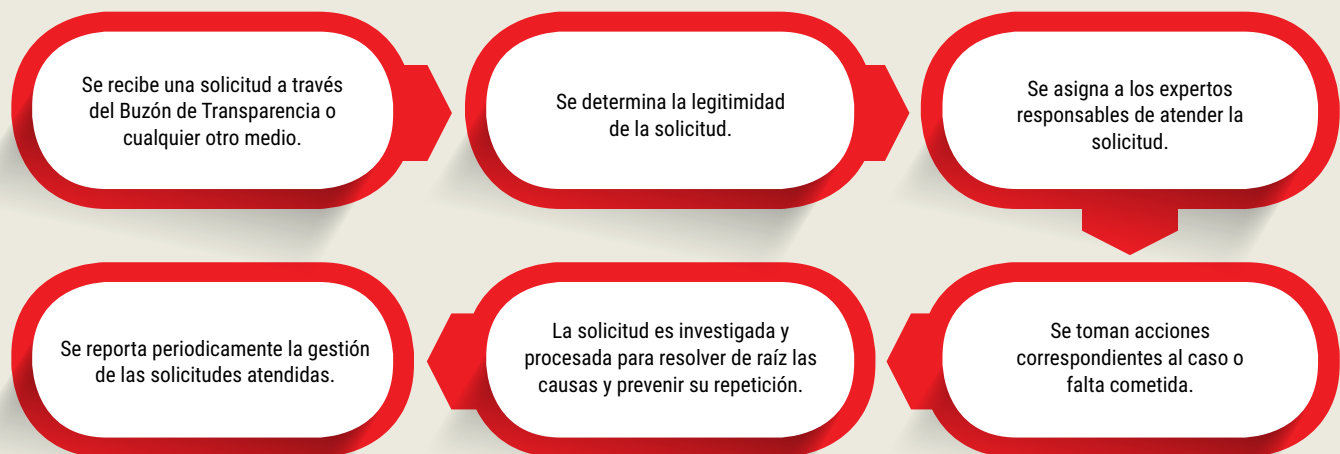 Se recibe una solicitud a través
del Buzón de Transparencia o
cualquier otro medio.
Se determina la legitimidad
de la solicitud.
Se asigna a los expertos
responsables de atender la
solicitud.
Se toman acciones
correspondientes al caso o
falta cometida.
La solicitud es investigada y
procesada para resolver de raíz las
causas y prevenir su repetición.
Se reporta periodicamente la gestión
de las solicitudes atendidas.